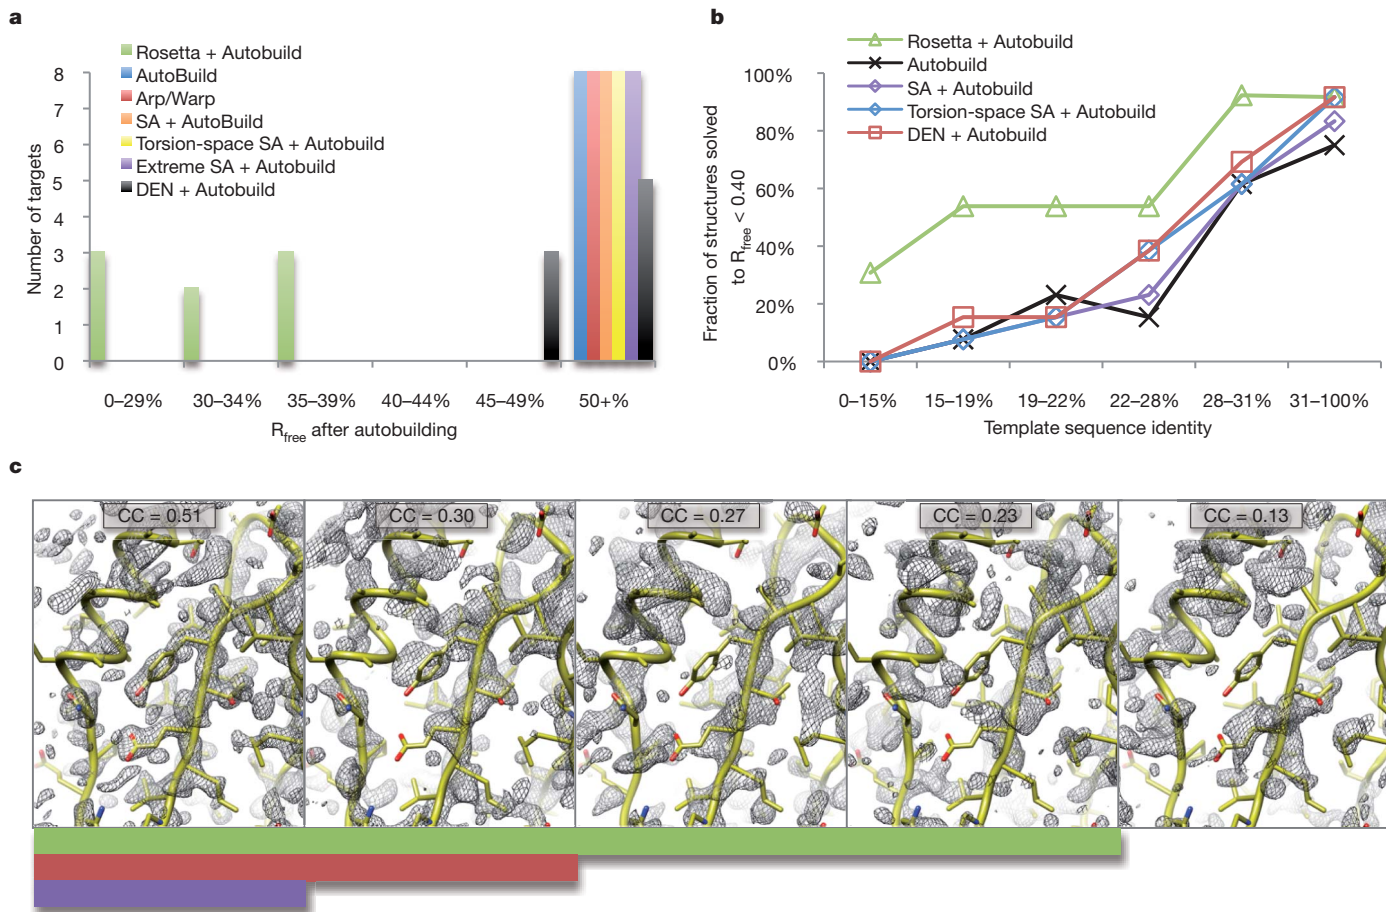 a
Rosetta + Autobuild
AutoBuild
Arp/Warp
SA + AutoBuild
Torsion-space SA + Autobuild
Extreme SA + Autobuild
DEN + Autobuild
Number of targets
8
7
6
5
4
3
2
1
0
0–29%
30–34%
35–39%
40–44%
45–49%
50+%
Rfree after autobuilding
b
Rosetta + Autobuild
Autobuild
SA + Autobuild
Torsion-space SA + Autobuild
DEN + Autobuild
Fraction of structures solved
to Rfree < 0.40
100%
80%
60%
40%
20%
0%
0–15%
15–19%
19–22%
22–28%
28–31%
31–100%
Template sequence identity
c
CC = 0.51
CC = 0.30
CC = 0.27
CC = 0.23
CC = 0.13